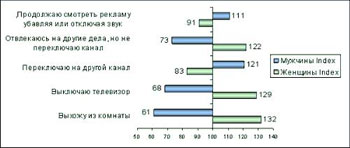 Продолжаю смотреть рекламу
убавляя или отключая звук
111
91
Отвлекаюсь на другие дела, но не
переключаю канал
73
122
Переключаю на другой канал
121
83
Выключаю телевизор
68
129
Выхожу из комнаты
61
132
Мужчины Index
Женщины Index
60 70 80 90 100 110 120 130 140